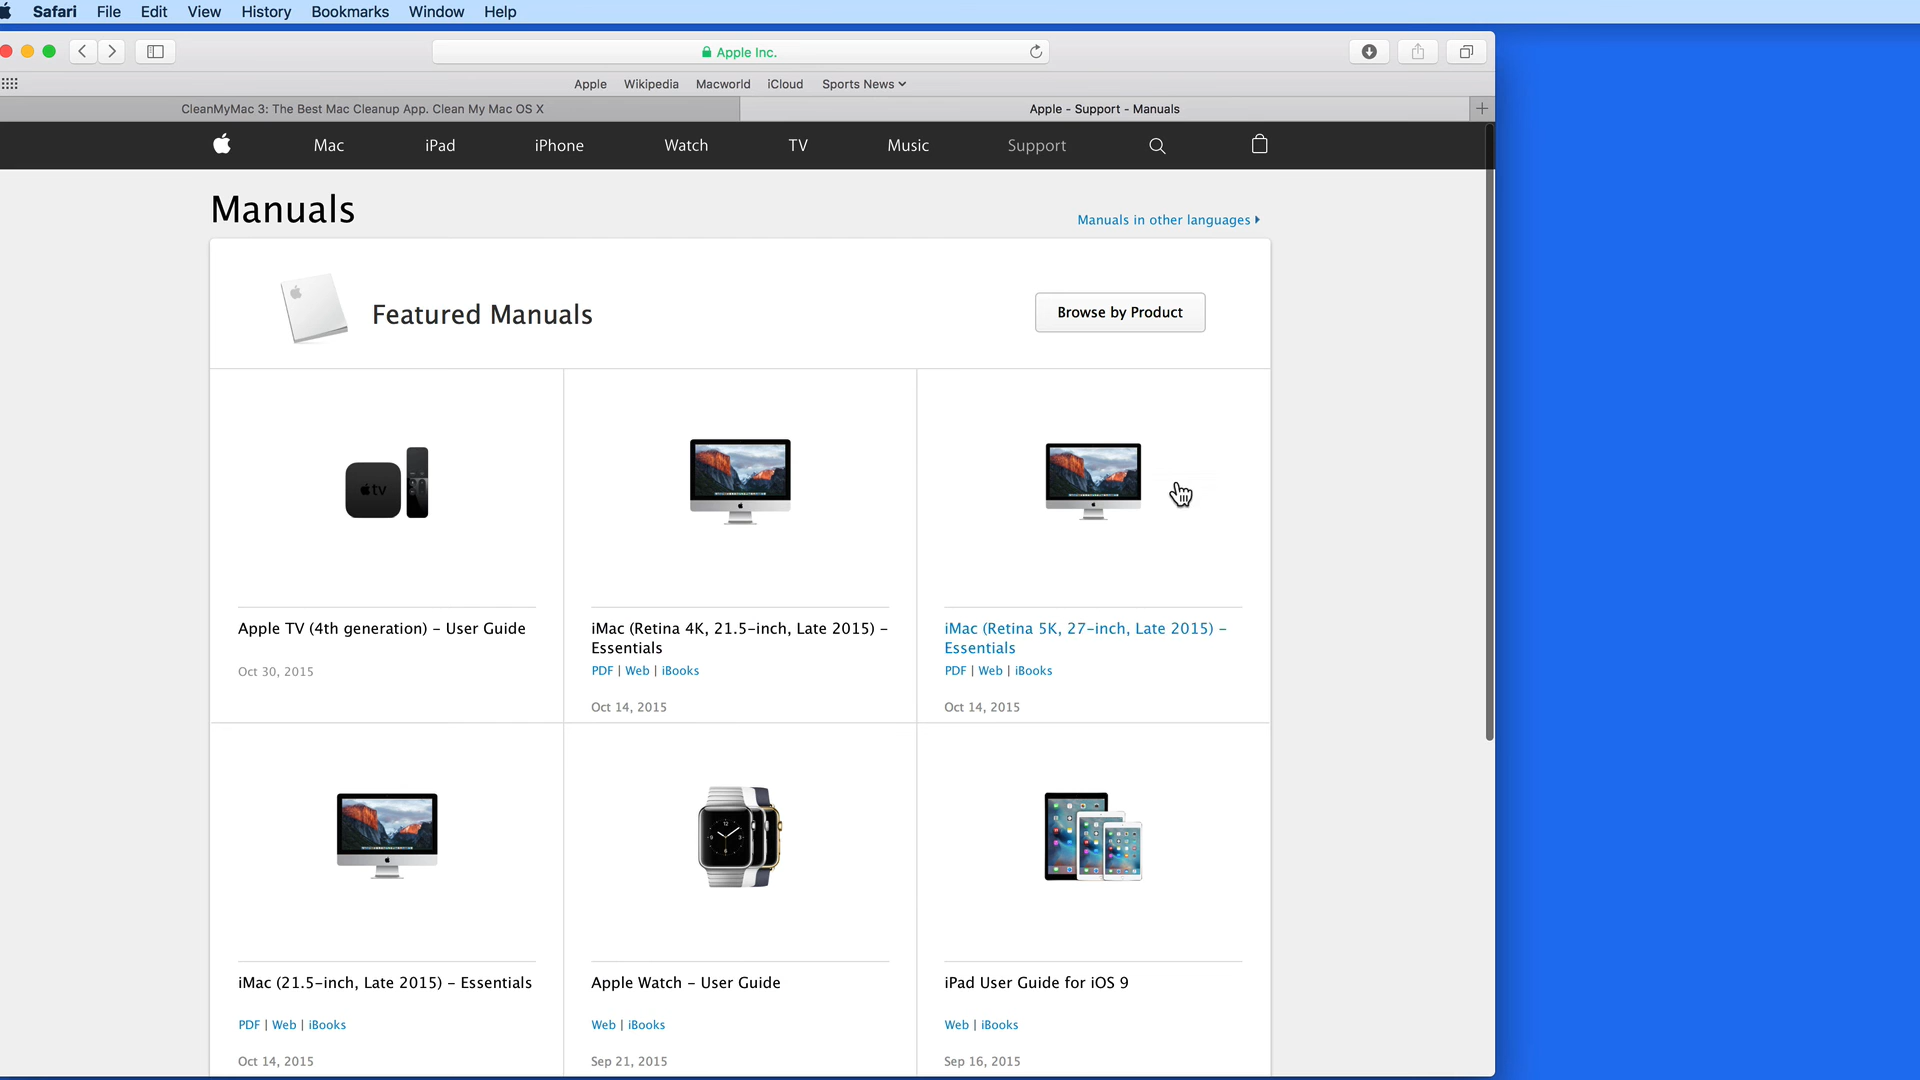 Safari File Edit View History Bookmarks Window Help
Apple Inc.
Apple Wikipedia Macworld iCloud Sports News
CleanMyMac 3: The Best Mac Cleanup App. Clean My Mac OS X
Apple - Support - Manuals
Mac iPad iPhone Watch TV Music Support
Manuals
Manuals in other languages
Featured Manuals
Browse by Product
tv
Apple TV (4th generation) – User Guide
Oct 30, 2015
iMac (Retina 4K, 21.5-inch, Late 2015) –
Essentials
PDF | Web | iBooks
Oct 14, 2015
iMac (Retina 5K, 27-inch, Late 2015) –
Essentials
PDF | Web | iBooks
Oct 14, 2015
iMac (21.5-inch, Late 2015) – Essentials
PDF | Web | iBooks
Oct 14, 2015
Apple Watch – User Guide
Web | iBooks
Sep 21, 2015
iPad User Guide for iOS 9
Web | iBooks
Sep 16, 2015